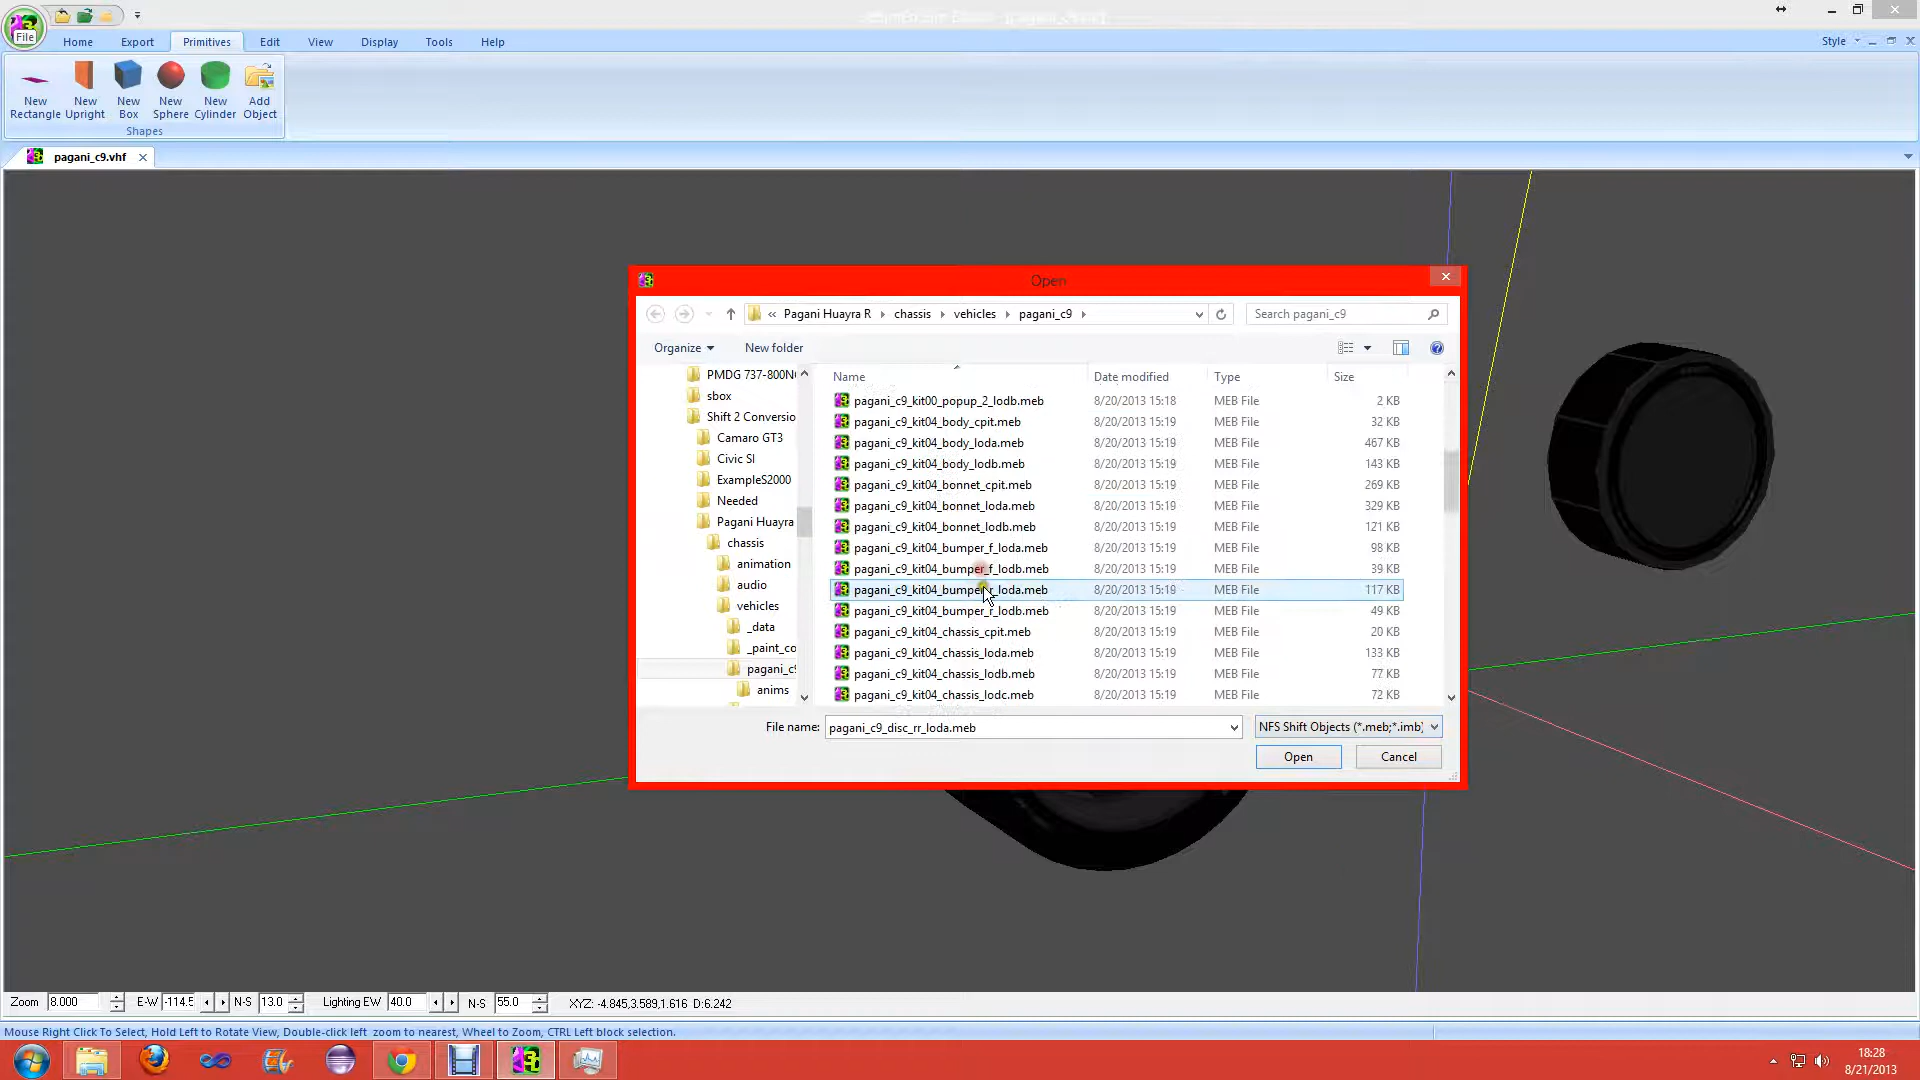 File
Home
Export
Primitives
Edit
View
Display
Tools
Help
Style
New Rectangle
New Upright
New Box
New Sphere
New Cylinder
Add Object
Shapes
pagani_c9.vhf
Open
« Pagani Huayra R
chassis
vehicles
pagani_c9
Search pagani_c9
Organize
New folder
PMDG 737-800N
sbox
Shift 2 Conversio
Camaro GT3
Civic SI
ExampleS2000
Needed
Pagani Huayra
chassis
animation
audio
vehicles
_data
_paint_co
pagani_c9
anims
Name Date modified Type Size
pagani_c9_kit00_popup_2_lodb.meb 8/20/2013 15:18 MEB File 2 KB
pagani_c9_kit04_body_cpit.meb 8/20/2013 15:19 MEB File 32 KB
pagani_c9_kit04_body_loda.meb 8/20/2013 15:19 MEB File 467 KB
pagani_c9_kit04_body_lodb.meb 8/20/2013 15:19 MEB File 143 KB
pagani_c9_kit04_bonnet_cpit.meb 8/20/2013 15:19 MEB File 269 KB
pagani_c9_kit04_bonnet_loda.meb 8/20/2013 15:19 MEB File 329 KB
pagani_c9_kit04_bonnet_lodb.meb 8/20/2013 15:19 MEB File 121 KB
pagani_c9_kit04_bumper_f_loda.meb 8/20/2013 15:19 MEB File 98 KB
pagani_c9_kit04_bumper_f_lodb.meb 8/20/2013 15:19 MEB File 39 KB
pagani_c9_kit04_bumper_r_loda.meb 8/20/2013 15:19 MEB File 117 KB
pagani_c9_kit04_bumper_r_lodb.meb 8/20/2013 15:19 MEB File 49 KB
pagani_c9_kit04_chassis_cpit.meb 8/20/2013 15:19 MEB File 20 KB
pagani_c9_kit04_chassis_loda.meb 8/20/2013 15:19 MEB File 133 KB
pagani_c9_kit04_chassis_lodb.meb 8/20/2013 15:19 MEB File 77 KB
pagani_c9_kit04_chassis_lodc.meb 8/20/2013 15:19 MEB File 72 KB
File name: pagani_c9_disc_rr_loda.meb
NFS Shift Objects (*.meb;*.imb)
Open
Cancel
Zoom 8.000 E-W -114.5 N-S 13.0 Lighting EW 40.0 N-S 55.0 XYZ: -4.845,3.589,1.616 D:6.242
Mouse Right Click To Select, Hold Left to Rotate View, Double-click left zoom to nearest, Wheel to Zoom, CTRL Left block selection.
18:28
8/21/2013